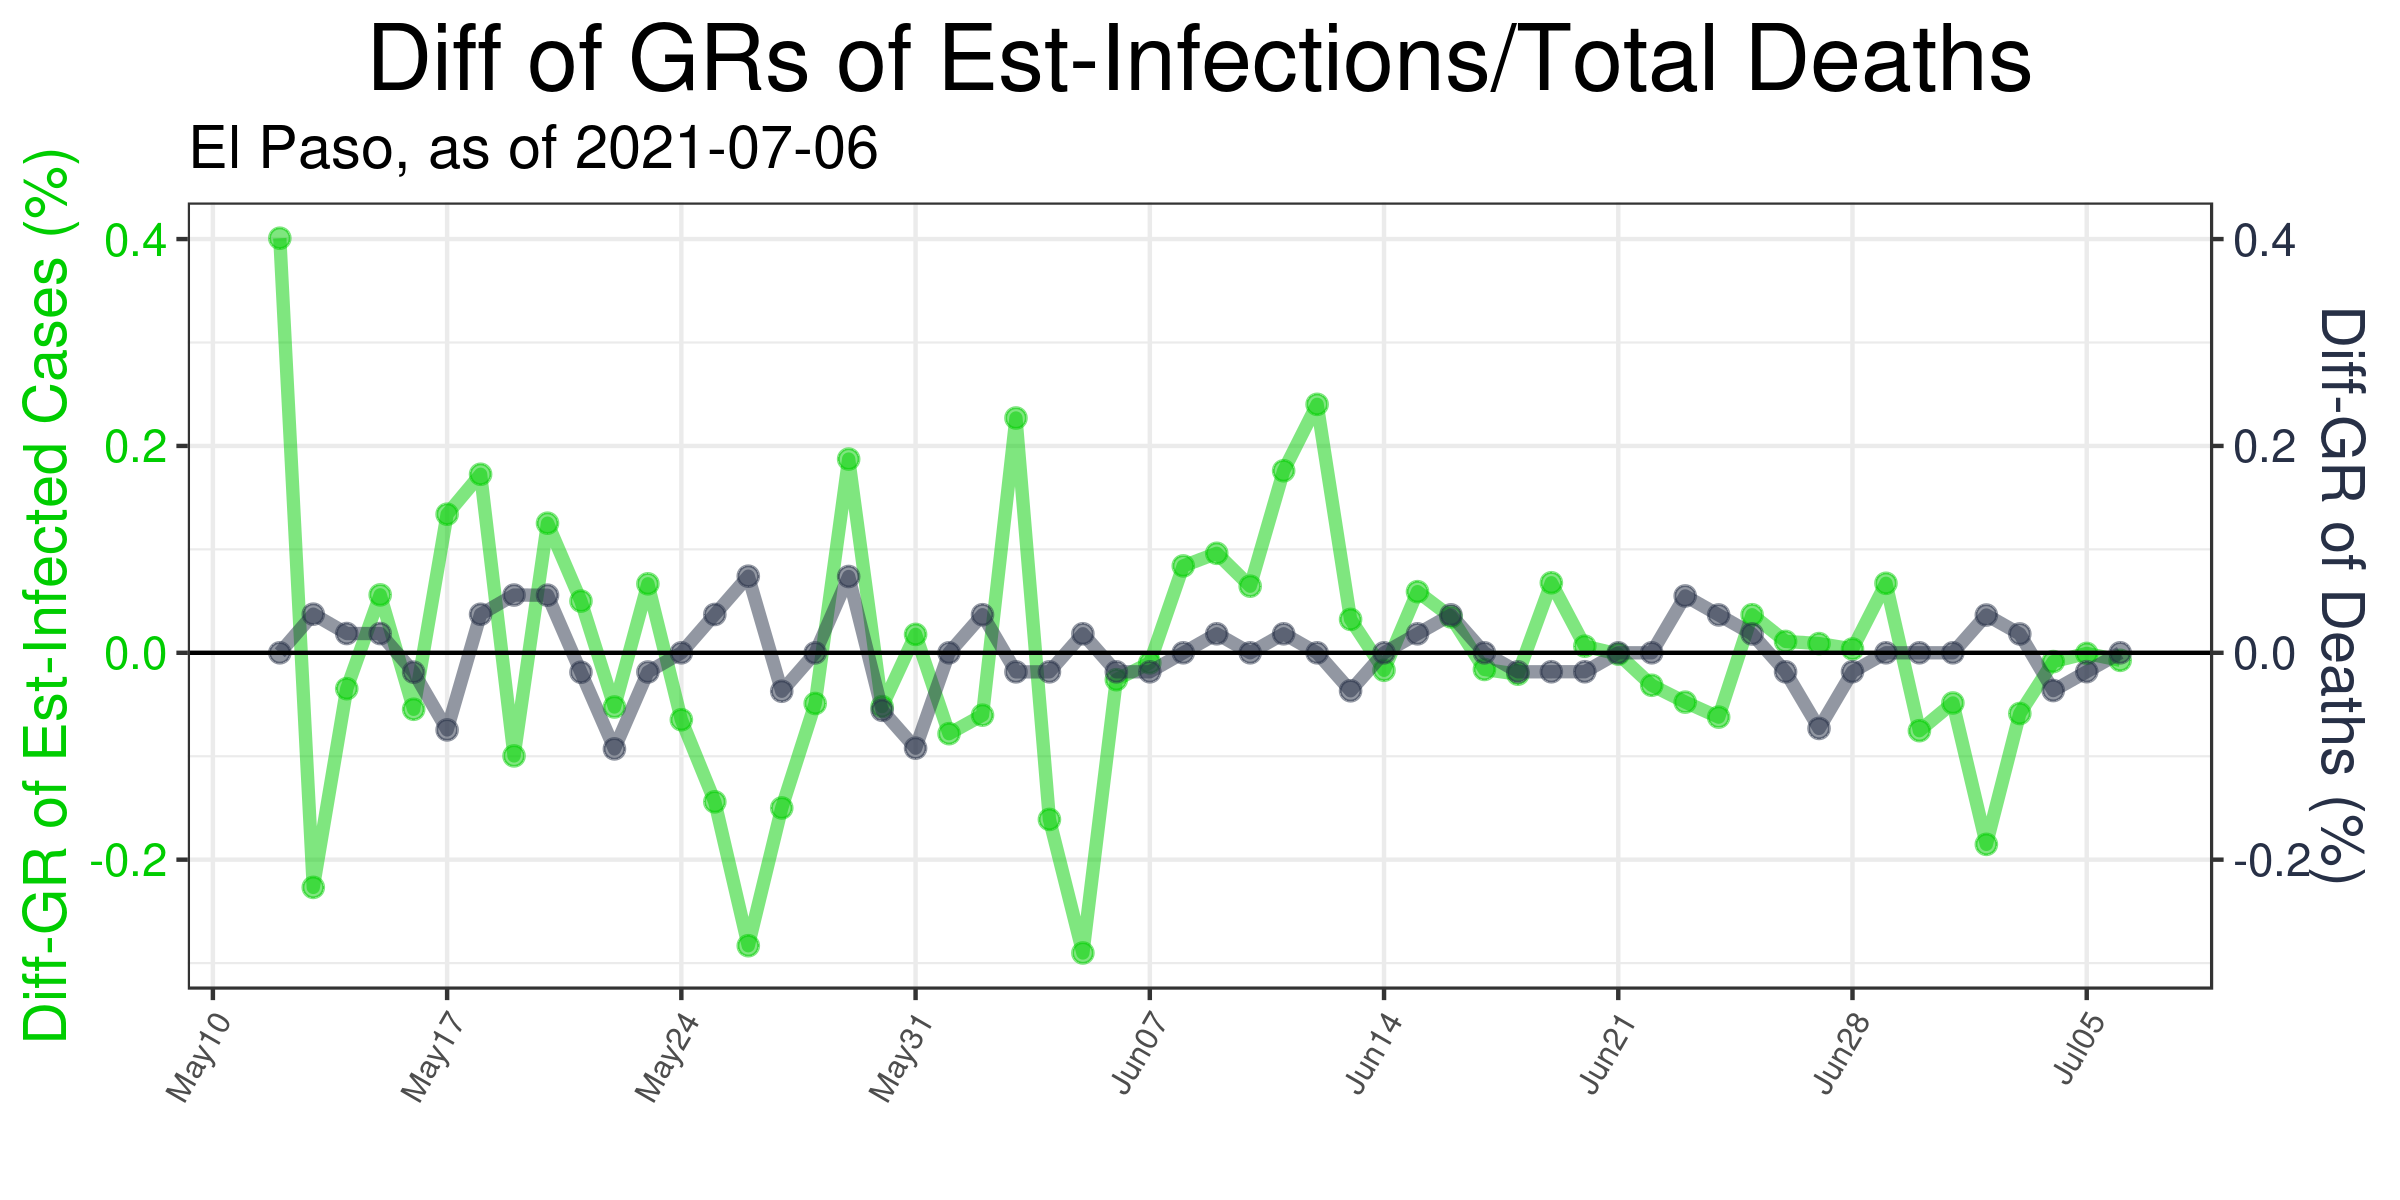 Diff of GRs of Est-Infections/Total Deaths
El Paso, as of 2021-07-06
Diff-GR of Est-Infected Cases (%)
0.4
0.2
0.0
-0.2
0.4
0.2
0.0
-0.2
Diff-GR of Deaths (%)
May10
May17
May24
May31
Jun07
Jun14
Jun21
Jun28
Jul05